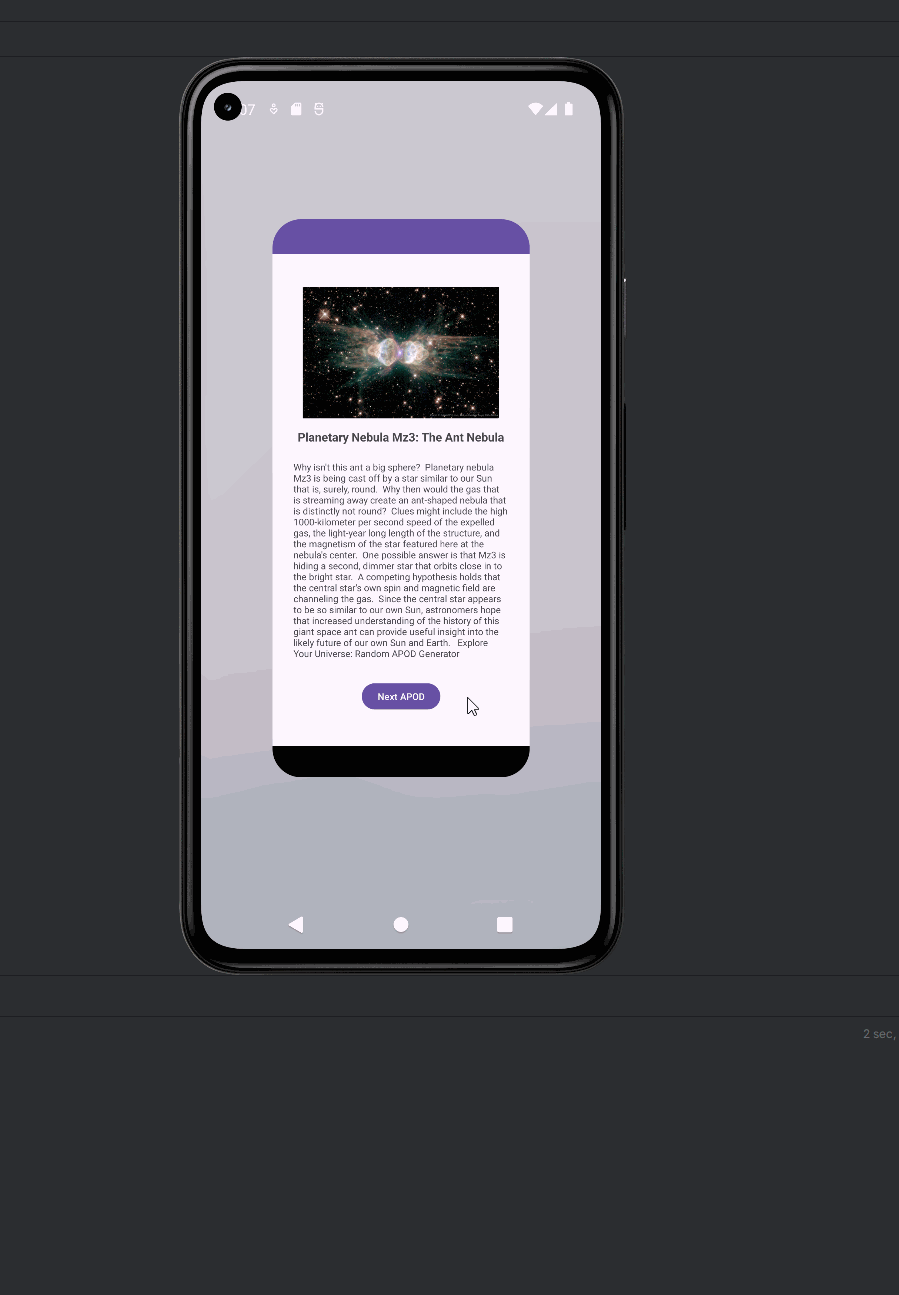 07
Planetary Nebula Mz3: The Ant Nebula
Why isn't this ant a big sphere?  Planetary nebula
Mz3 is being cast off by a star similar to our Sun
that is, surely, round.  Why then would the gas that
is streaming away create an ant-shaped nebula that
is distinctly not round?  Clues might include the high
1000-kilometer per second speed of the expelled
gas, the light-year long length of the structure, and
the magnetism of the star featured here at the
nebula's center.  One possible answer is that Mz3 is
hiding a second, dimmer star that orbits close in to
the bright star.  A competing hypothesis holds that
the central star's own spin and magnetic field are
channeling the gas.  Since the central star appears
to be so similar to our own Sun, astronomers hope
that increased understanding of the history of this
giant space ant can provide useful insight into the
likely future of our own Sun and Earth.   Explore
Your Universe: Random APOD Generator
Next APOD
2 sec,